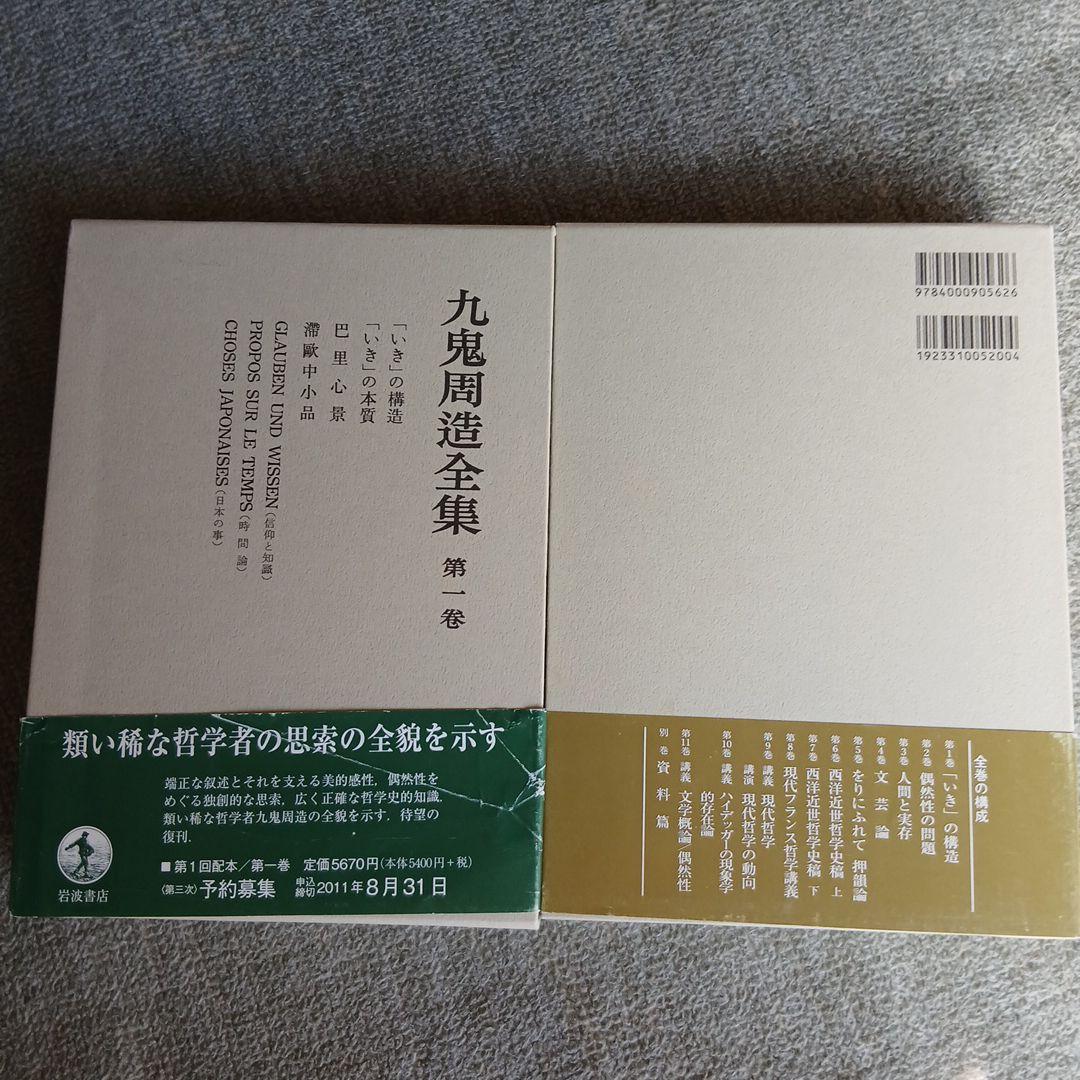 九鬼周造全集 第一巻
「いき」の構造
「いき」の本質
巴里心景
滯歐中小品
GLAUBEN UND WISSEN（信仰と知識）
PROPOS SUR LE TEMPS（時間論）
CHOSES JAPONAISES（日本の事）
類い稀な哲学者の思索の全貌を示す
端正な叙述とそれを支える美的感性，偶然性を
めぐる独創的な思索，広く正確な哲学史的知識．
類い稀な哲学者九鬼周造の全貌を示す．待望の
復刊．
■第1回配本／第一巻 定価5670円（本体5400円＋税）
〈第三次〉予約募集 申込締切2011年8月31日
岩波書店
9784000905626
1923310052004
全巻の構成
第1巻 「いき」の構造
第2巻 偶然性の問題
第3巻 人間と実存
第4巻 文芸論
第5巻 をりにふれて 押韻論
第6巻 西洋近世哲学史稿 上
第7巻 西洋近世哲学史稿 下
第8巻 現代フランス哲学講義
第9巻 講義 現代哲学
講演 現代哲学の動向
第10巻 講義 ハイデッガーの現象学
的存在論
第11巻 講義 文学概論／偶然性
別巻 資料篇